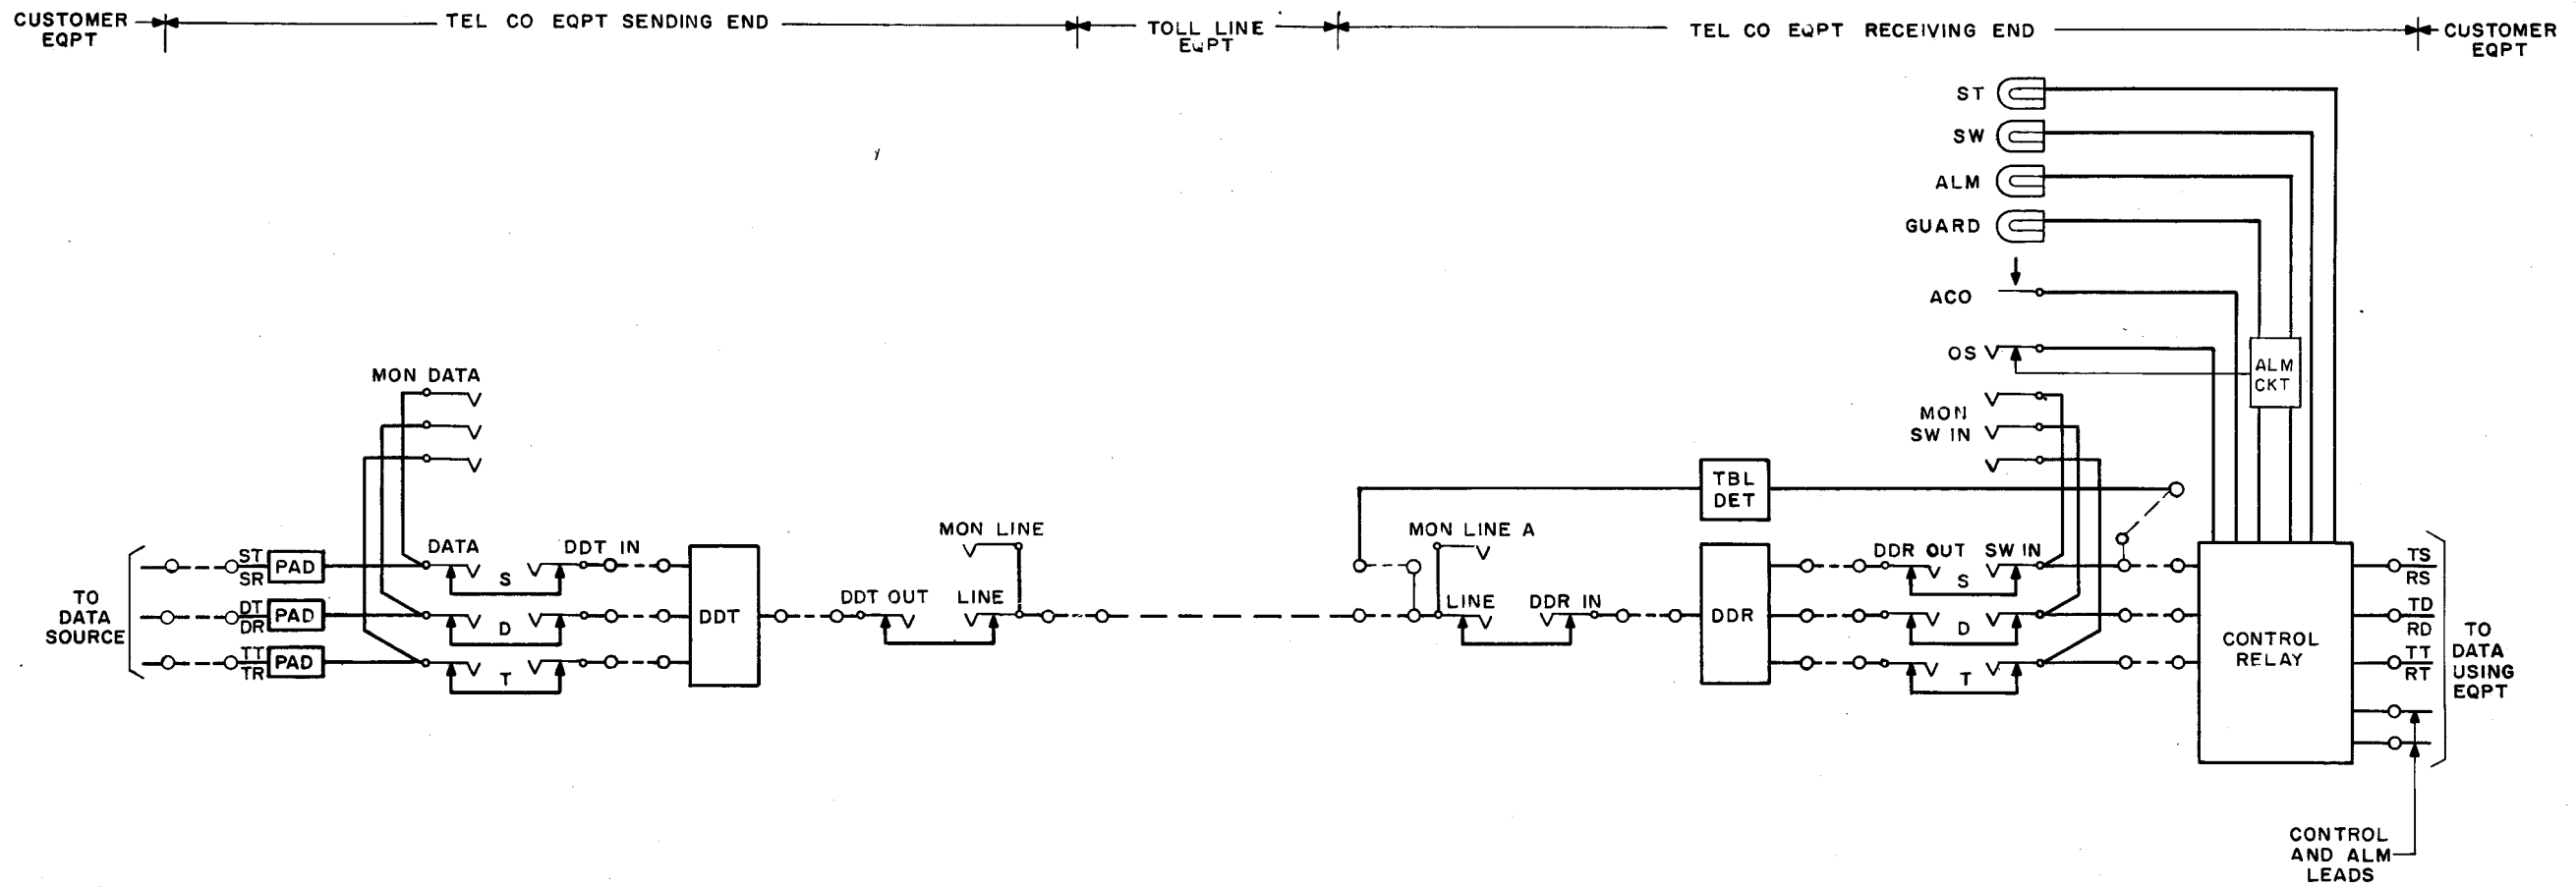 CUSTOMER
EQPT
TEL CO EQPT SENDING END
TOLL LINE
EQPT
TEL CO EQPT RECEIVING END
CUSTOMER
EQPT
ST
SW
ALM
GUARD
ACO
OS
ALM
CKT
MON
SW IN
MON DATA
TBL
DET
MON LINE
MON LINE A
TO
DATA
SOURCE
ST
SR
PAD
DATA
S
DDT IN
DT
DR
PAD
D
TT
TR
PAD
T
DDT
DDT OUT
LINE
LINE
DDR IN
DDR
DDR OUT
SW IN
S
D
T
CONTROL
RELAY
TS
RS
TD
RD
TT
RT
TO
DATA
USING
EQPT
CONTROL
AND ALM
LEADS